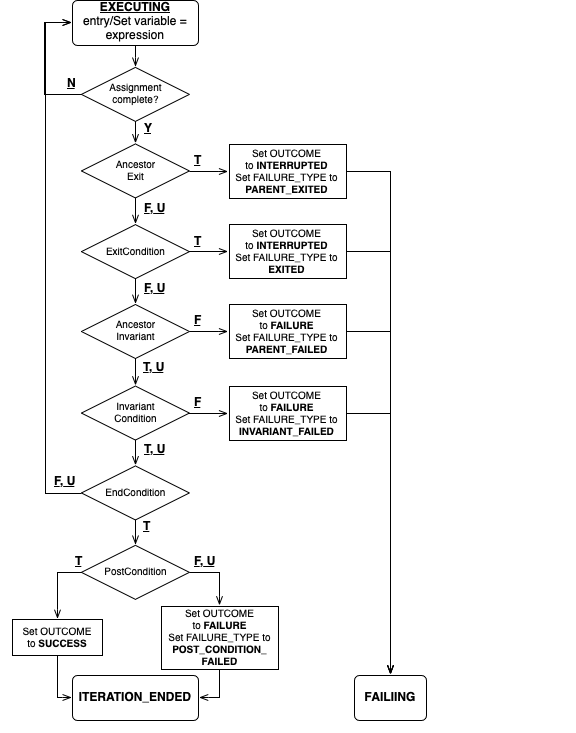 EXECUTING
entry/Set variable =
expression
N
Assignment
complete?
Y
Ancestor
Exit
T
Set OUTCOME
to INTERRUPTED
Set FAILURE_TYPE to
PARENT_EXITED
F, U
ExitCondition
T
Set OUTCOME
to INTERRUPTED
Set FAILURE_TYPE to
EXITED
F, U
Ancestor
Invariant
F
Set OUTCOME
to FAILURE
Set FAILURE_TYPE to
PARENT_FAILED
T, U
Invariant
Condition
F
Set OUTCOME
to FAILURE
Set FAILURE_TYPE to
INVARIANT_FAILED
T, U
F, U
EndCondition
T
T
PostCondition
F, U
Set OUTCOME
to SUCCESS
Set OUTCOME
to FAILURE
Set FAILURE_TYPE to
POST_CONDITION_
FAILED
ITERATION_ENDED
FAILIING